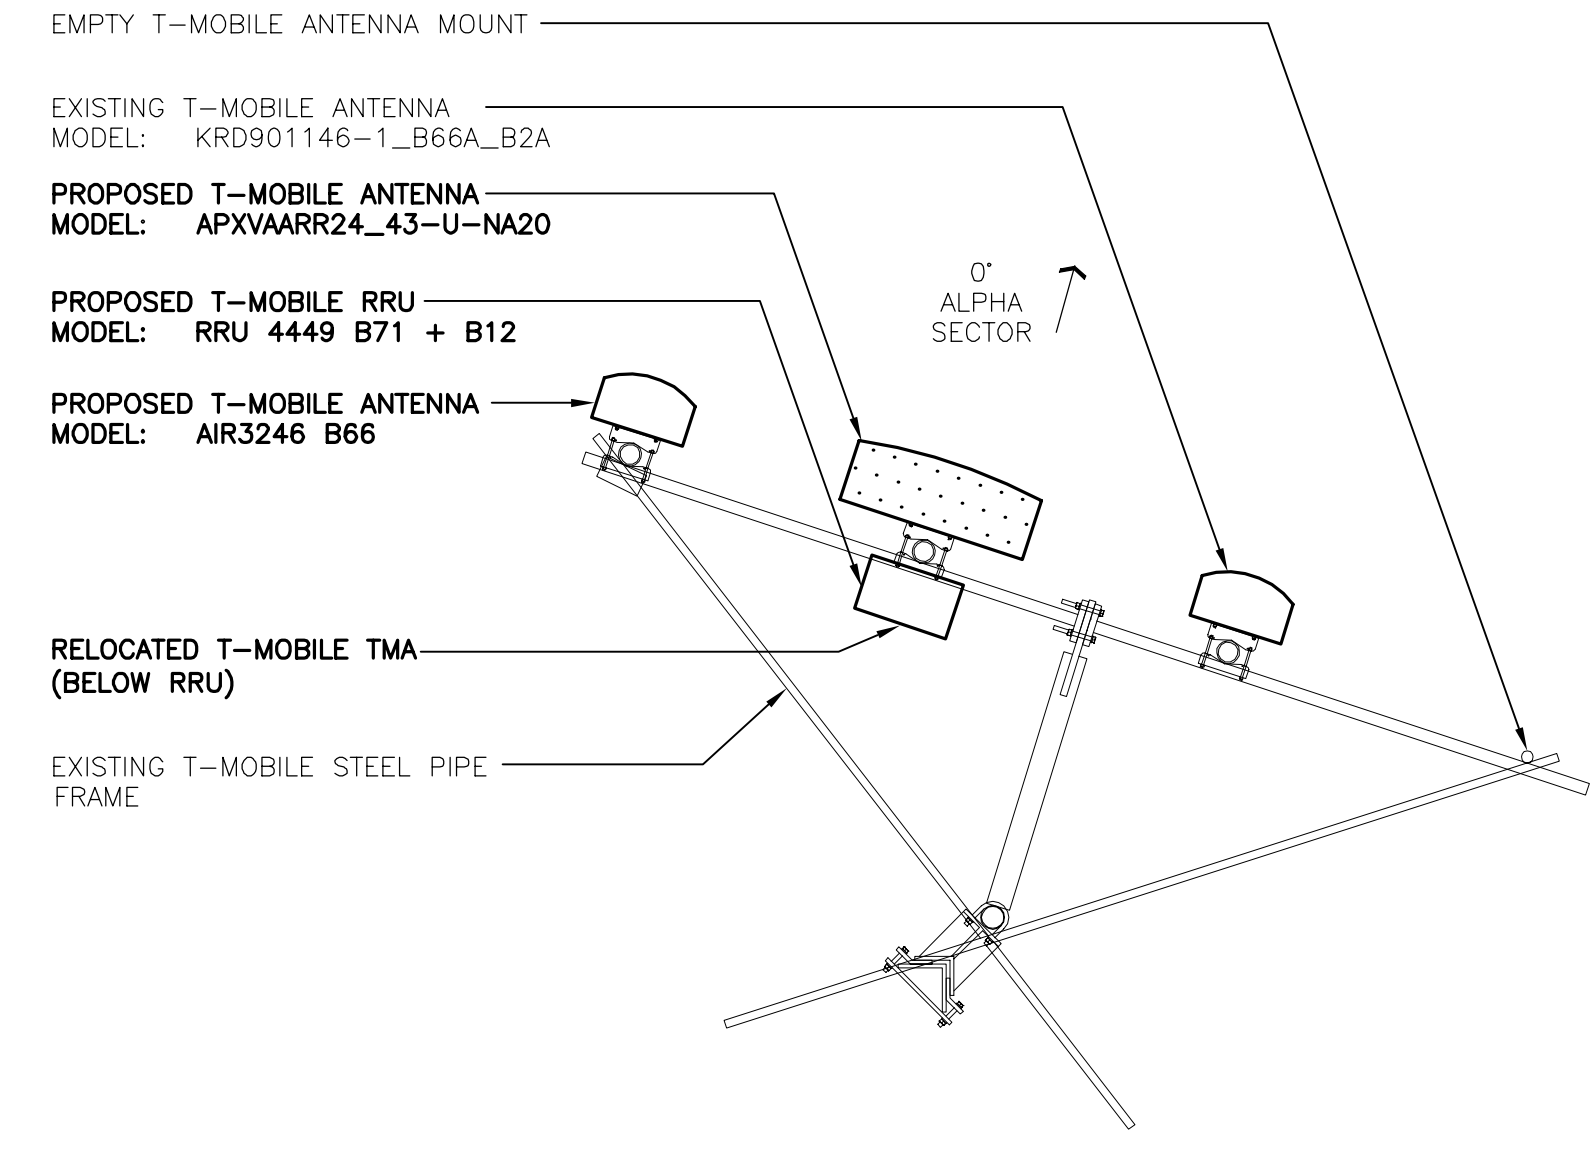 EMPTY T-MOBILE ANTENNA MOUNT
EXISTING T-MOBILE ANTENNA
MODEL: KRD901146-1_B66A_B2A
PROPOSED T-MOBILE ANTENNA
MODEL: APXVAARR24_43-U-NA20
0°
ALPHA
SECTOR
PROPOSED T-MOBILE RRU
MODEL: RRU 4449 B71 + B12
PROPOSED T-MOBILE ANTENNA
MODEL: AIR3246 B66
RELOCATED T-MOBILE TMA
(BELOW RRU)
EXISTING T-MOBILE STEEL PIPE
FRAME